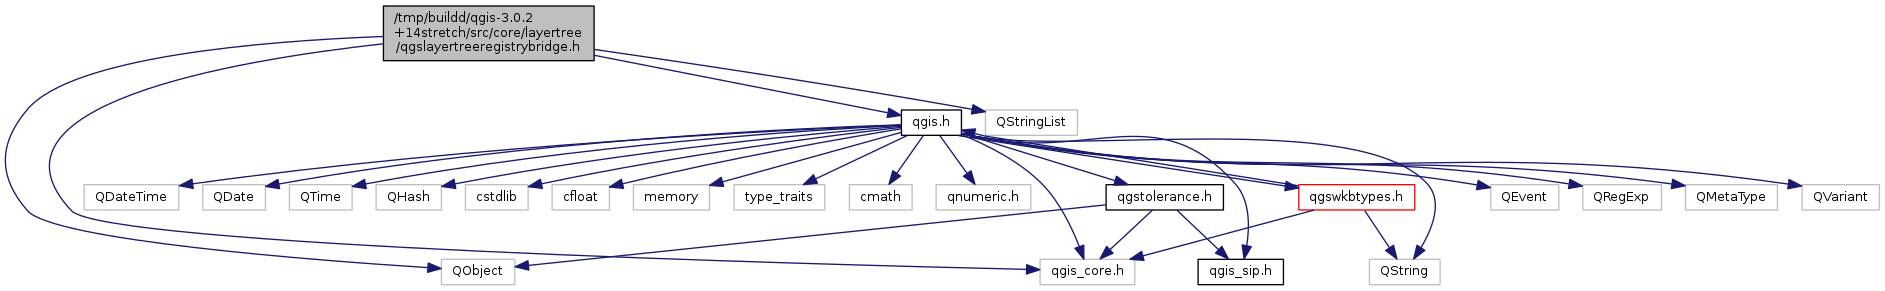 /tmp/buildd/qgis-3.0.2
+14stretch/src/core/layertree
/qgslayertreeregistrybridge.h
qgis.h
QStringList
QDateTime
QDate
QTime
QHash
cstdlib
cfloat
memory
type_traits
cmath
qnumeric.h
qgstolerance.h
qgswkbtypes.h
QEvent
QRegExp
QMetaType
QVariant
QObject
qgis_core.h
qgis_sip.h
QString